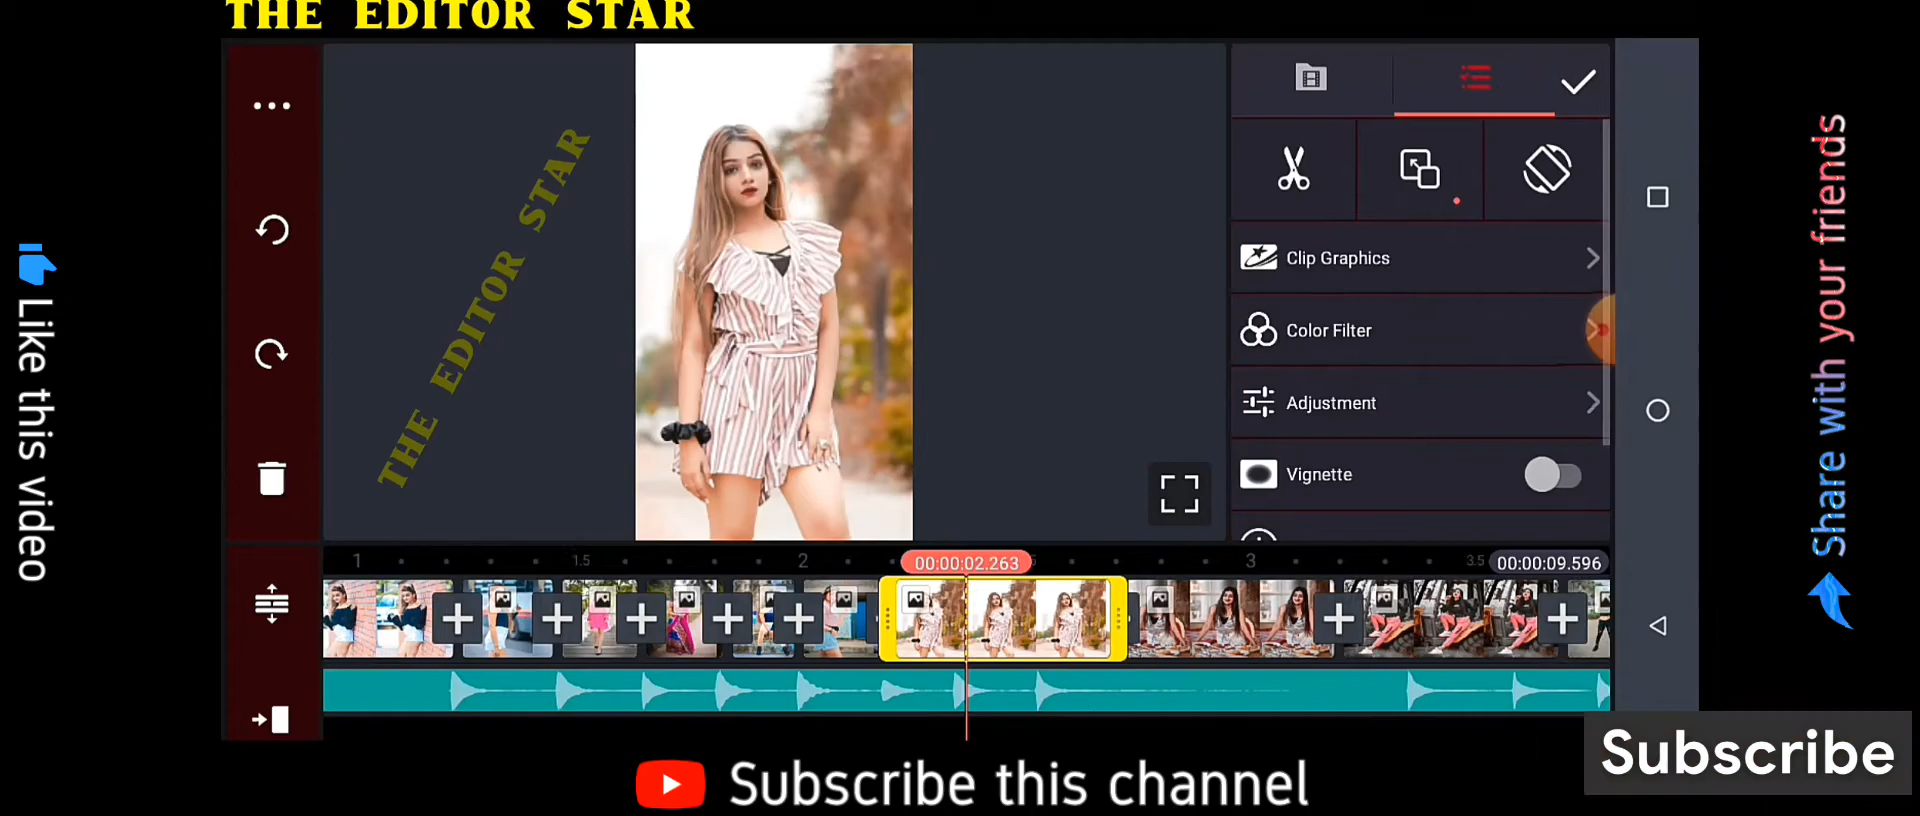 THE EDITOR STAR
THE EDITOR STAR
Clip Graphics
Color Filter
Adjustment
Vignette
1
1.5
2
00:00:02.263
3
3.5
00:00:09.596
Like this video
Share with your friends
Subscribe this channel
Subscribe